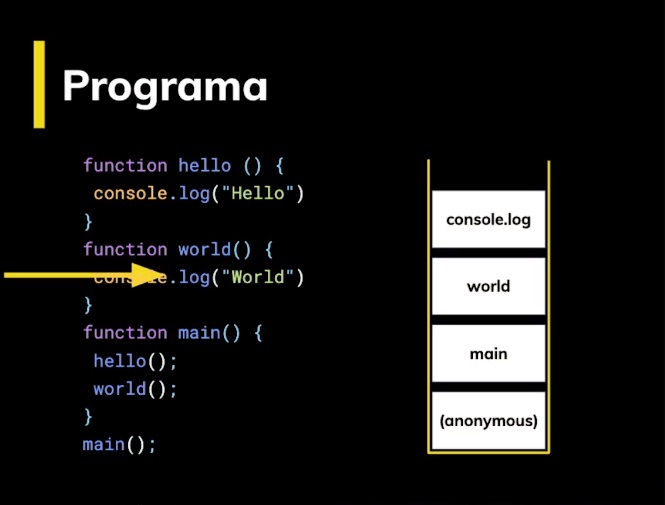 Programa
function hello () {
console.log("Hello")
}
function world() {
console.log("World")
}
function main() {
hello();
world();
}
main();
console.log
world
main
(anonymous)